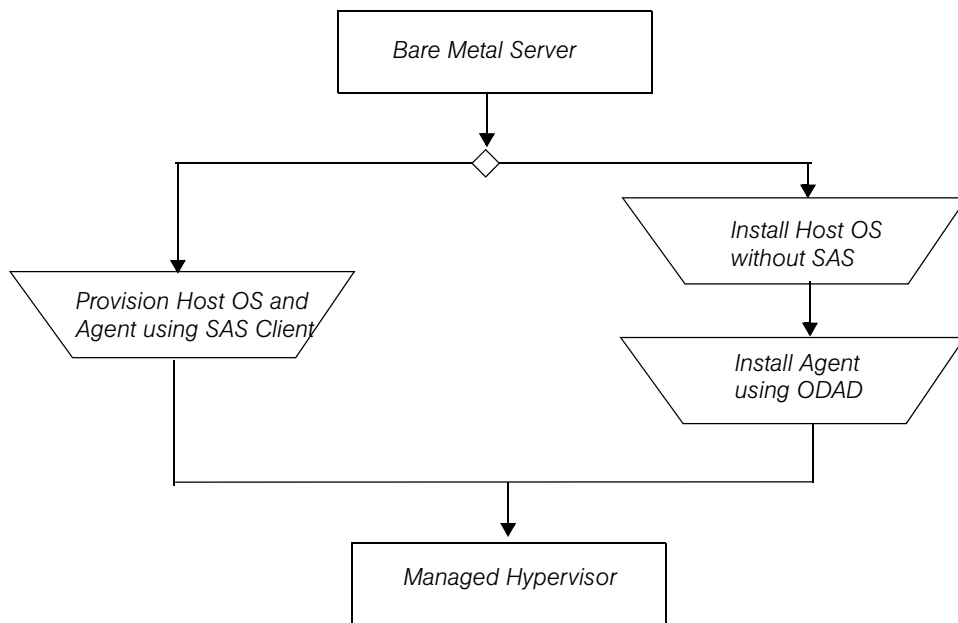 Bare Metal Server
Install Host OS
without SAS
Provision Host OS and
Agent using SAS Client
Install Agent
using ODAD
Managed Hypervisor